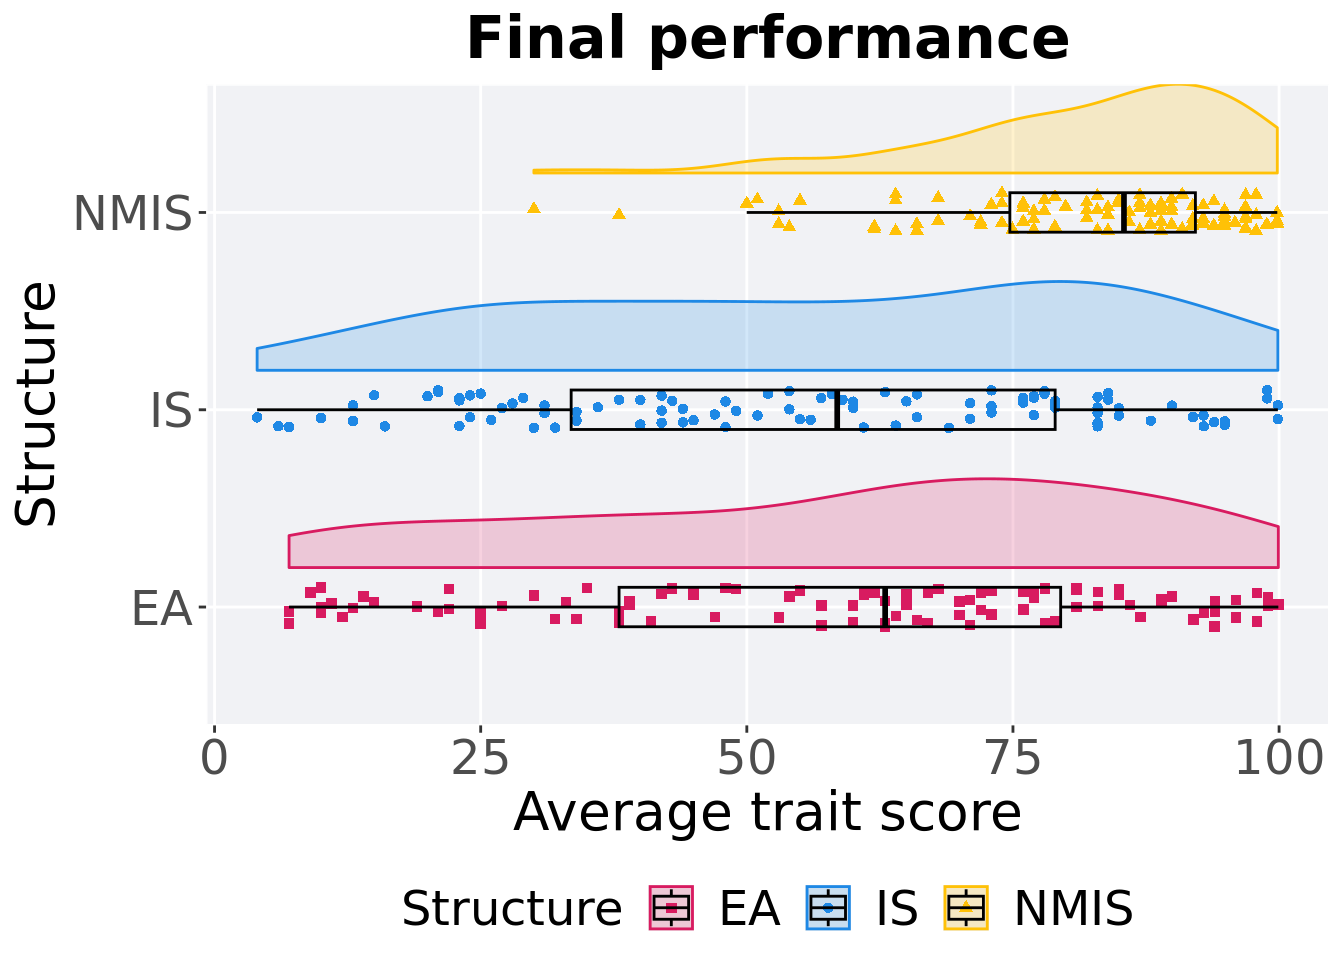 Final performance
NMIS
IS
EA
Structure
0 25 50 75 100
Average trait score
Structure EA IS NMIS